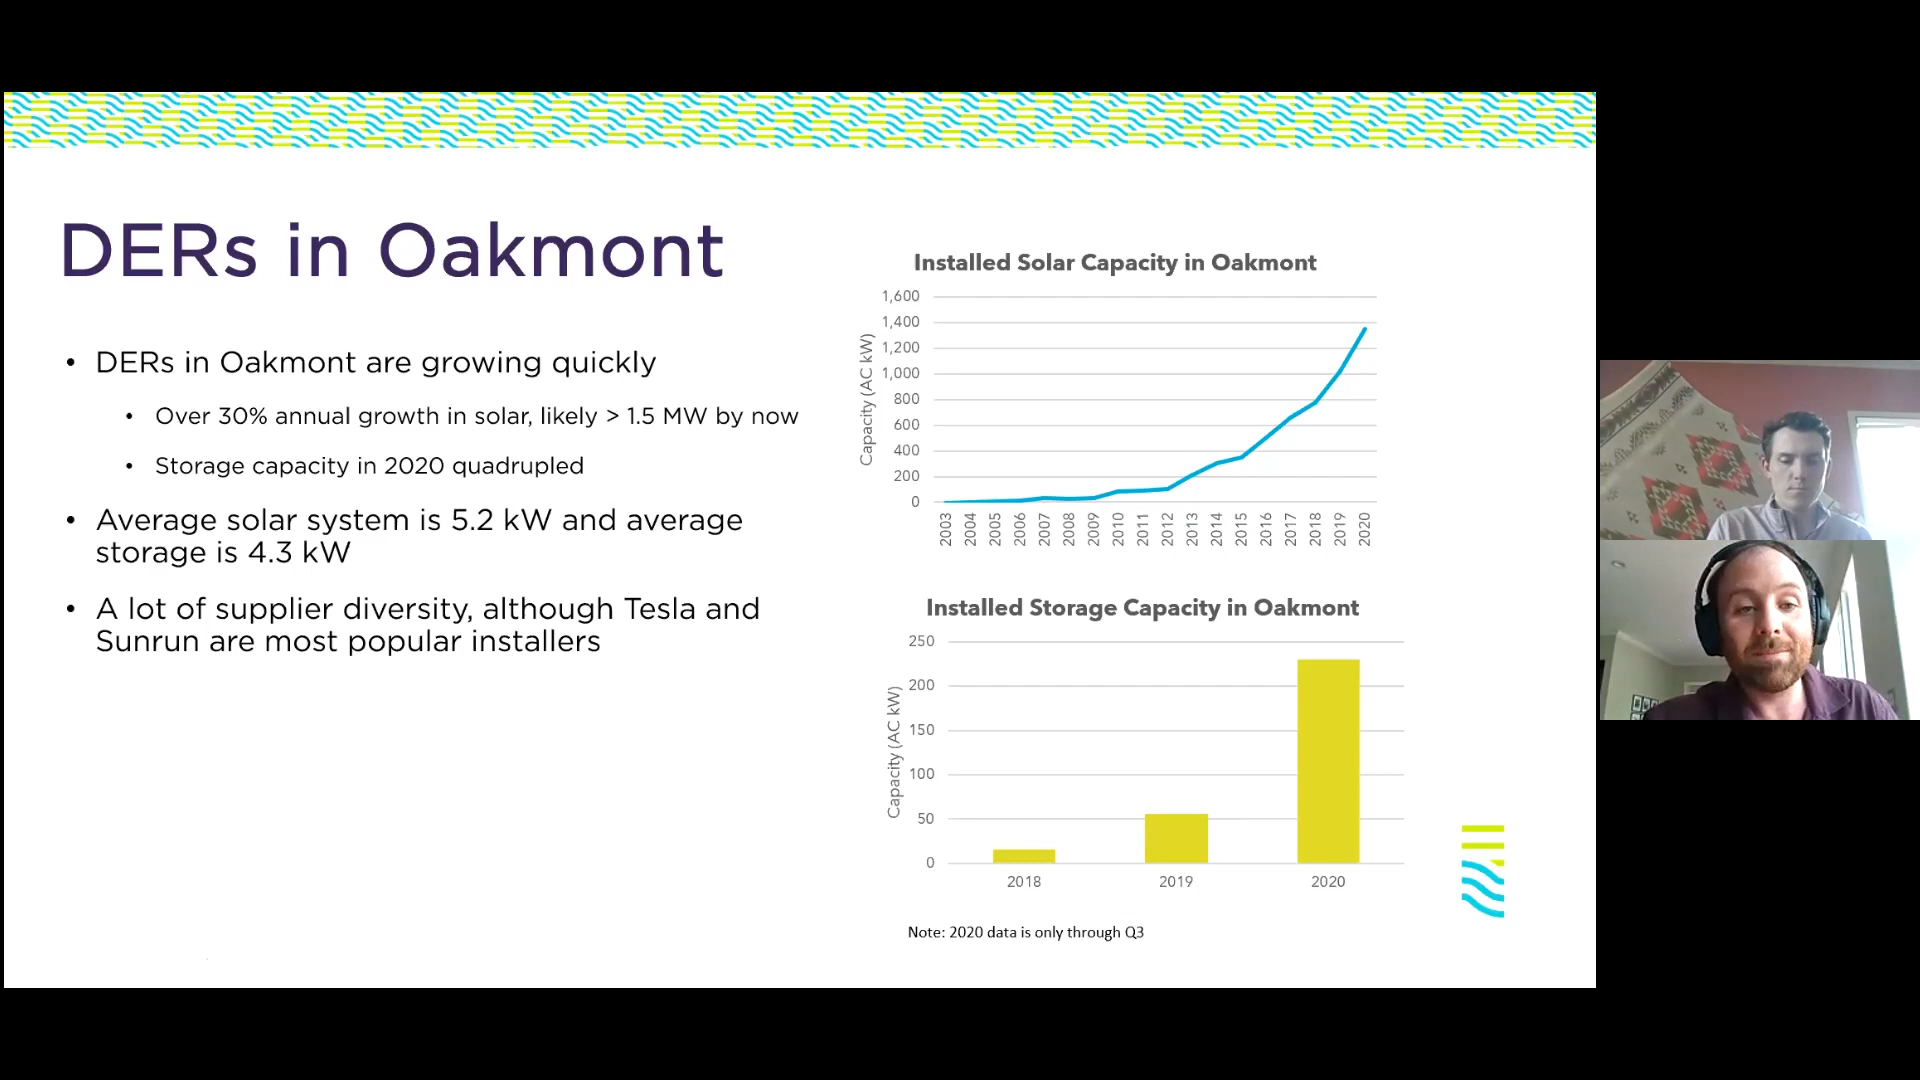 DERs in Oakmont
• DERs in Oakmont are growing quickly
• Over 30% annual growth in solar, likely > 1.5 MW by now
• Storage capacity in 2020 quadrupled
• Average solar system is 5.2 kW and average
storage is 4.3 kW
• A lot of supplier diversity, although Tesla and
Sunrun are most popular installers
Installed Solar Capacity in Oakmont
Capacity (AC kW)
1,600
1,400
1,200
1,000
800
600
400
200
0
2003 2004 2005 2006 2007 2008 2009 2010 2011 2012 2013 2014 2015 2016 2017 2018 2019 2020
Installed Storage Capacity in Oakmont
Capacity (AC kW)
250
200
150
100
50
0
2018 2019 2020
Note: 2020 data is only through Q3